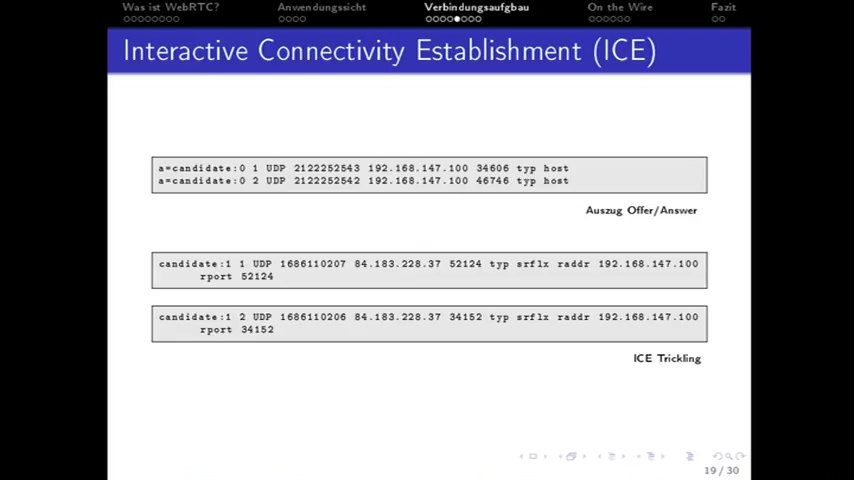 Was ist WebRTC? Anwendungssicht Verbindungsaufgbau On the Wire Fazit
Interactive Connectivity Establishment (ICE)
a=candidate:0 1 UDP 2122252543 192.168.147.100 34606 typ host
a=candidate:0 2 UDP 2122252542 192.168.147.100 46746 typ host
Auszug Offer/Answer
candidate:1 1 UDP 1686110207 84.183.228.37 52124 typ srflx raddr 192.168.147.100
rport 52124
candidate:1 2 UDP 1686110206 84.183.228.37 34152 typ srflx raddr 192.168.147.100
rport 34152
ICE Trickling
19 / 30